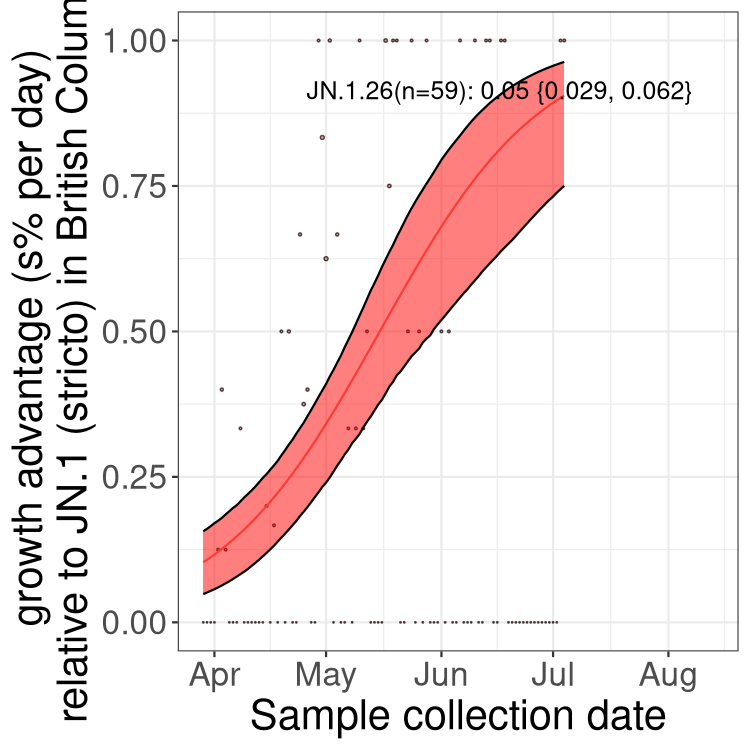 growth advantage (s% per day)
relative to JN.1 (stricto) in British Colum
1.00
0.75
0.50
0.25
0.00
JN.1.26(n=59): 0.05 {0.029, 0.062}
Apr May Jun Jul Aug
Sample collection date